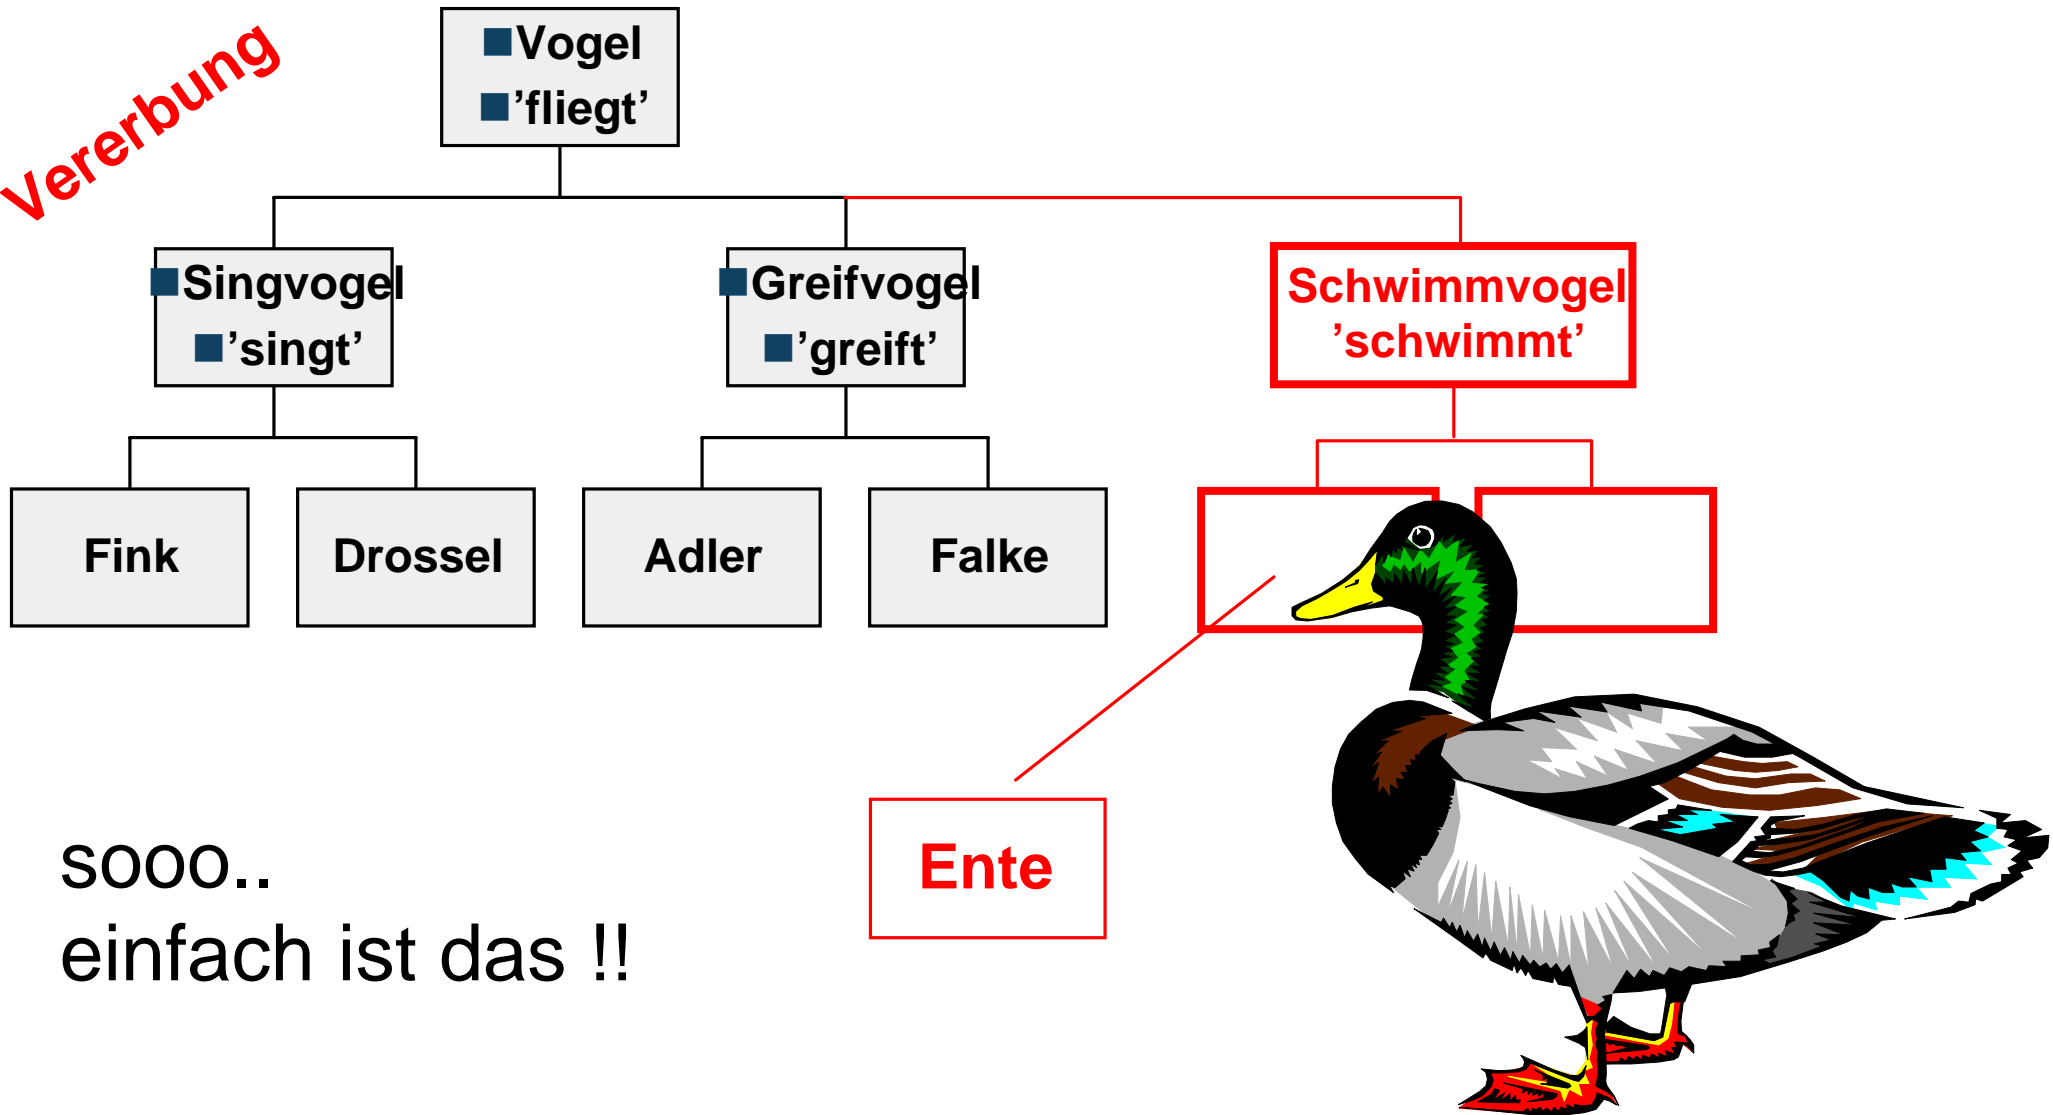 Vererbung
Vogel
’fliegt’
Singvogel
’singt’
Greifvogel
’greift’
Schwimmvogel
’schwimmt’
Fink
Drossel
Adler
Falke
Ente
sooo..
einfach ist das !!